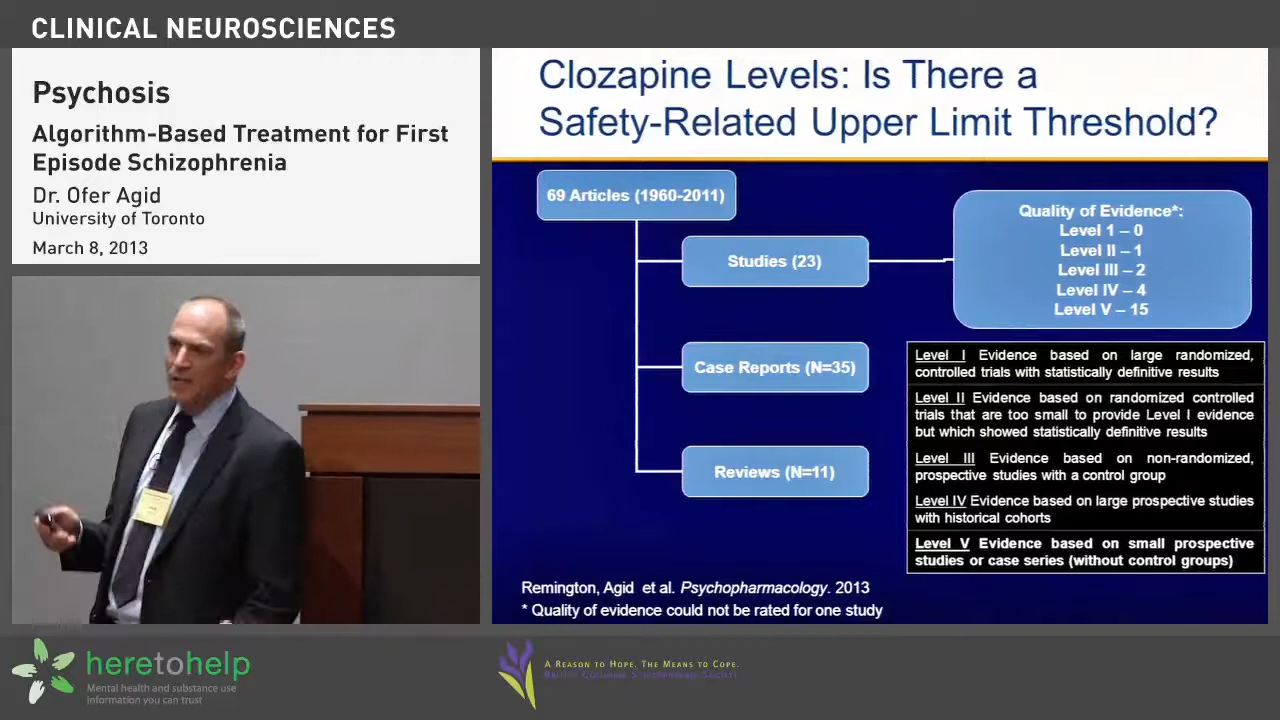 CLINICAL NEUROSCIENCES
Psychosis
Algorithm-Based Treatment for First
Episode Schizophrenia
Dr. Ofer Agid
University of Toronto
March 8, 2013
Clozapine Levels: Is There a
Safety-Related Upper Limit Threshold?
69 Articles (1960-2011)
Studies (23)
Case Reports (N=35)
Reviews (N=11)
Quality of Evidence*:
Level 1 – 0
Level II – 1
Level III – 2
Level IV – 4
Level V – 15
Level I Evidence based on large randomized,
controlled trials with statistically definitive results
Level II Evidence based on randomized controlled
trials that are too small to provide Level I evidence
but which showed statistically definitive results
Level III Evidence based on non-randomized,
prospective studies with a control group
Level IV Evidence based on large prospective studies
with historical cohorts
Level V Evidence based on small prospective
studies or case series (without control groups)
Remington, Agid et al. Psychopharmacology. 2013
* Quality of evidence could not be rated for one study
heretohelp
Mental health and substance use
information you can trust
A Reason to Hope. The Means to Cope.
British Columbia Schizophrenia Society